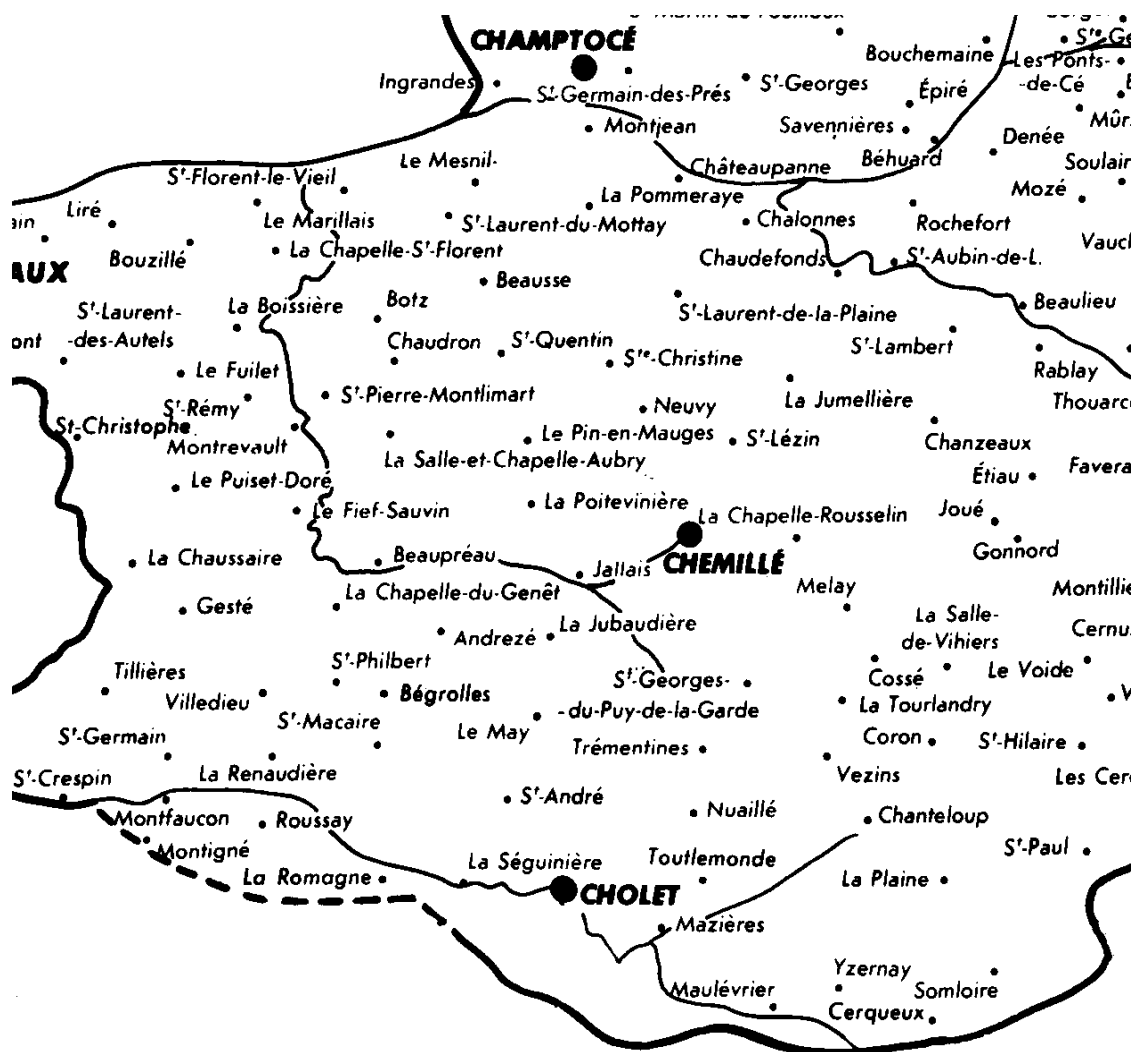 CHAMPTOCÉ
Bouchemaine
Sᵗᵉ-Ge
Les Ponts-
-de-Cé
Ingrandes
Sᵗ-Germain-des-Prés
Sᵗ-Georges
Épiré
Montjean
Savennières
Denée
Mûrs
Le Mesnil-
Châteaupanne
Béhuard
Soulain
Sᵗ-Florent-le-Vieil
La Pommeraye
Mozé
Liré
Le Marillais
Sᵗ-Laurent-du-Mottay
Chalonnes
Rochefort
ain
Bouzillé
La Chapelle-Sᵗ-Florent
Chaudefonds
Sᵗ-Aubin-de-L.
Vauch
AUX
Beausse
Sᵗ-Laurent-
-des-Autels
La Boissière
Botz
Sᵗ-Laurent-de-la-Plaine
Beaulieu
ont
Chaudron
Sᵗ-Quentin
Sᵗᵉ-Christine
Sᵗ-Lambert
Le Fuilet
Rablay
Sᵗ-Rémy
Sᵗ-Pierre-Montlimart
Neuvy
La Jumellière
Thouarc
St-Christophe
Montrevault
Le Pin-en-Mauges
Sᵗ-Lézin
Chanzeaux
La Salle-et-Chapelle-Aubry
Étiau
Favera
Le Puiset-Doré
Le Fief-Sauvin
La Poitevinière
La Chapelle-Rousselin
Joué
Gonnord
La Chaussaire
Beaupréau
Jallais
CHEMILLÉ
Melay
Montillie
Gesté
La Chapelle-du-Genêt
La Salle-
de-Vihiers
Cernus
Andrezé
La Jubaudière
Tillières
Sᵗ-Philbert
Sᵗ-Georges-
-du-Puy-de-la-Garde
Cossé
Le Voide
Villedieu
Bégrolles
La Tourlandry
V
Sᵗ-Germain
Sᵗ-Macaire
Le May
Trémentines
Coron
Sᵗ-Hilaire
Sᵗ-Crespin
La Renaudière
Vezins
Les Cer
Montfaucon
Roussay
Sᵗ-André
Nuaillé
Chanteloup
Montigné
La Séguinière
Toutlemonde
Sᵗ-Paul
La Romagne
CHOLET
La Plaine
Mazières
Yzernay
Somloire
Maulévrier
Cerqueux